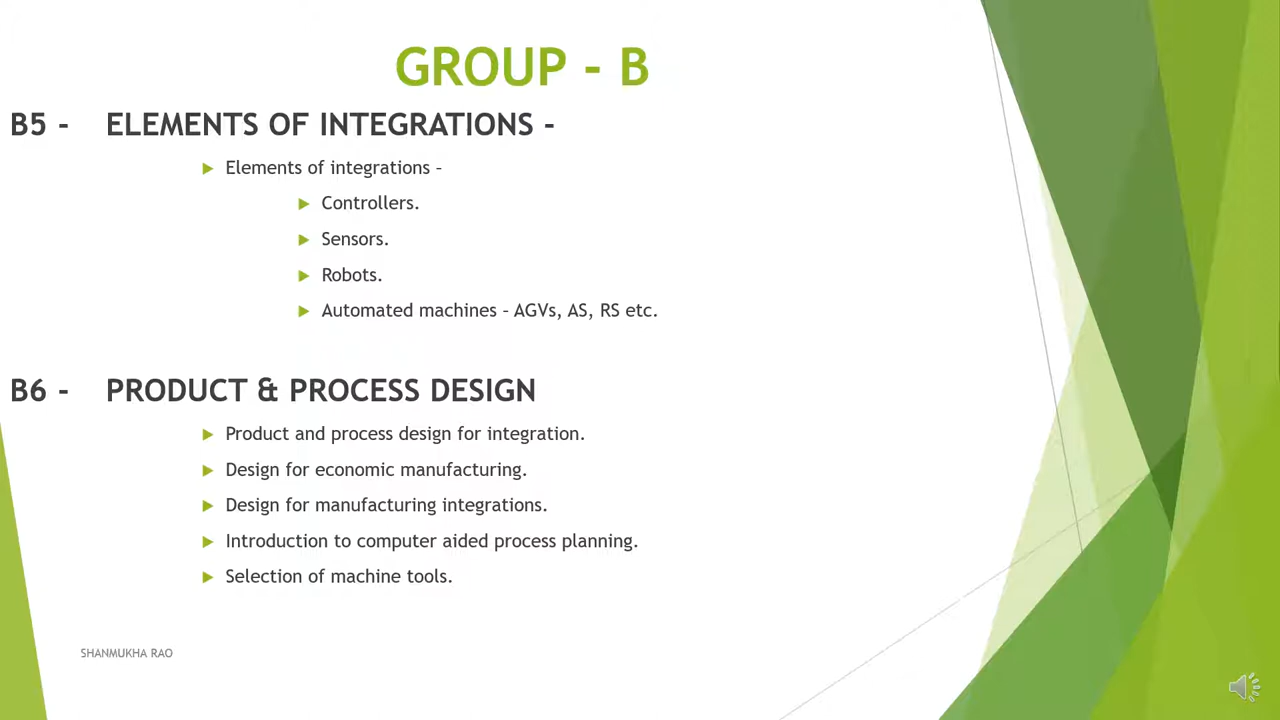 GROUP - B
B5 - ELEMENTS OF INTEGRATIONS -
Elements of integrations –
Controllers.
Sensors.
Robots.
Automated machines – AGVs, AS, RS etc.
B6 - PRODUCT & PROCESS DESIGN
Product and process design for integration.
Design for economic manufacturing.
Design for manufacturing integrations.
Introduction to computer aided process planning.
Selection of machine tools.
SHANMUKHA RAO